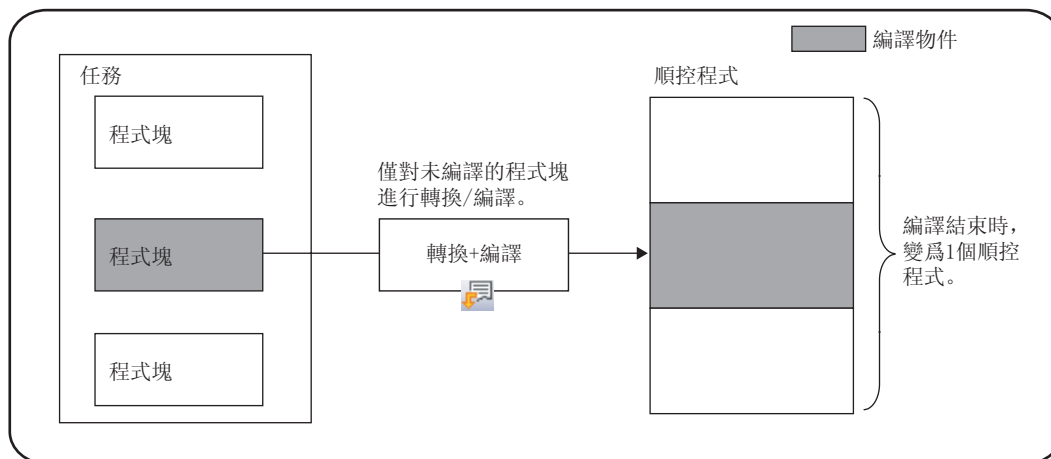 編譯物件
任務
順控程式
程式塊
僅對未編譯的程式塊
進行轉換/編譯。
程式塊
轉換+編譯
編譯結束時，
變爲1個順控
程式。
程式塊